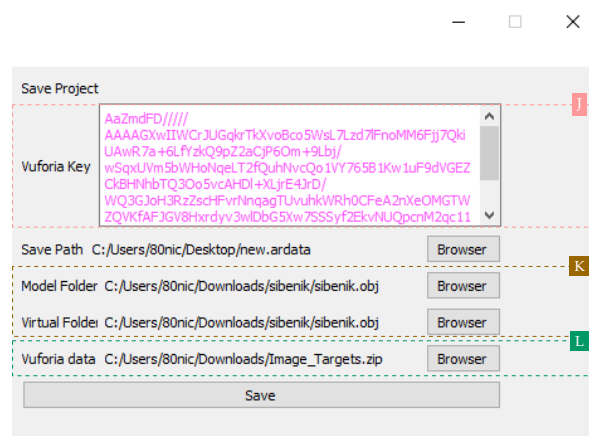 Save Project
J
Vuforia Key
AaZmdFD/////
AAAAGXwIIWCrJUGqkrTkXvoBco5WsL7Lzd7lFnoMM6Fjj7Qki
UAwR7a+6LfYzkQ9pZ2aCjP6Om+9Lbj/
wSqxUVm5bWHoNqeLT2fQuhNvcQo1VY765B1Kw1uF9dVGEZ
CkBHNhbTQ3Oo5vcAHDl+XLjrE4JrD/
WQ3GJoH3RzZscHFvrNnqagTUvuhkWRh0CFeA2nXeOMGTW
ZQVKfAFJGV8Hxrdyv3wlDbG5Xw7SSSyf2EkvNUQpcnM2qc11
Save Path C:/Users/80nic/Desktop/new.ardata Browser
K
Model Folder C:/Users/80nic/Downloads/sibenik/sibenik.obj Browser
Virtual Folder C:/Users/80nic/Downloads/sibenik/sibenik.obj Browser
L
Vuforia data C:/Users/80nic/Downloads/Image_Targets.zip Browser
Save